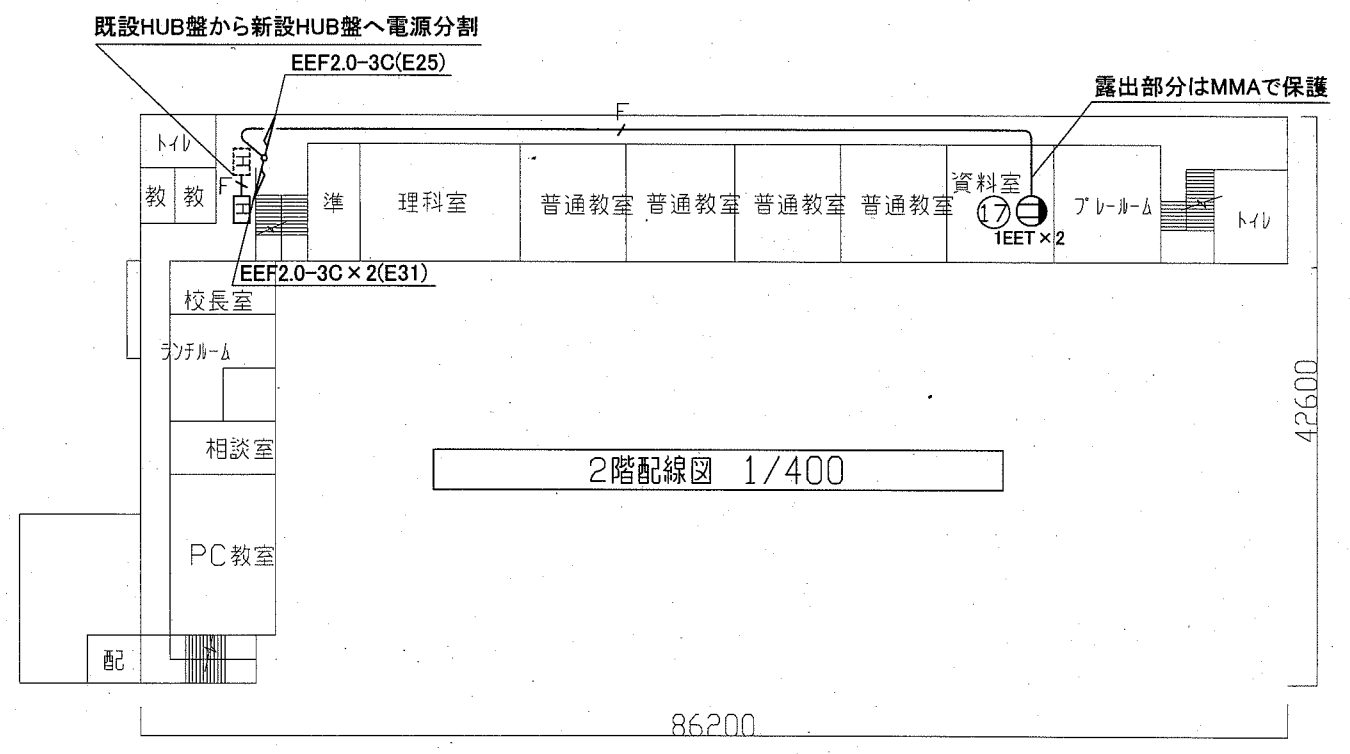 既設HUB盤から新設HUB盤へ電源分割
EEF2.0-3C(E25)
露出部分はMMAで保護
F
トイレ
H
教
教
F
H
準
理科室
普通教室
普通教室
普通教室
普通教室
資料室
17
1EET×2
プレールーム
トイレ
EEF2.0-3C×2(E31)
校長室
ランチルーム
相談室
2階配線図 1/400
42600
PC教室
配
86200